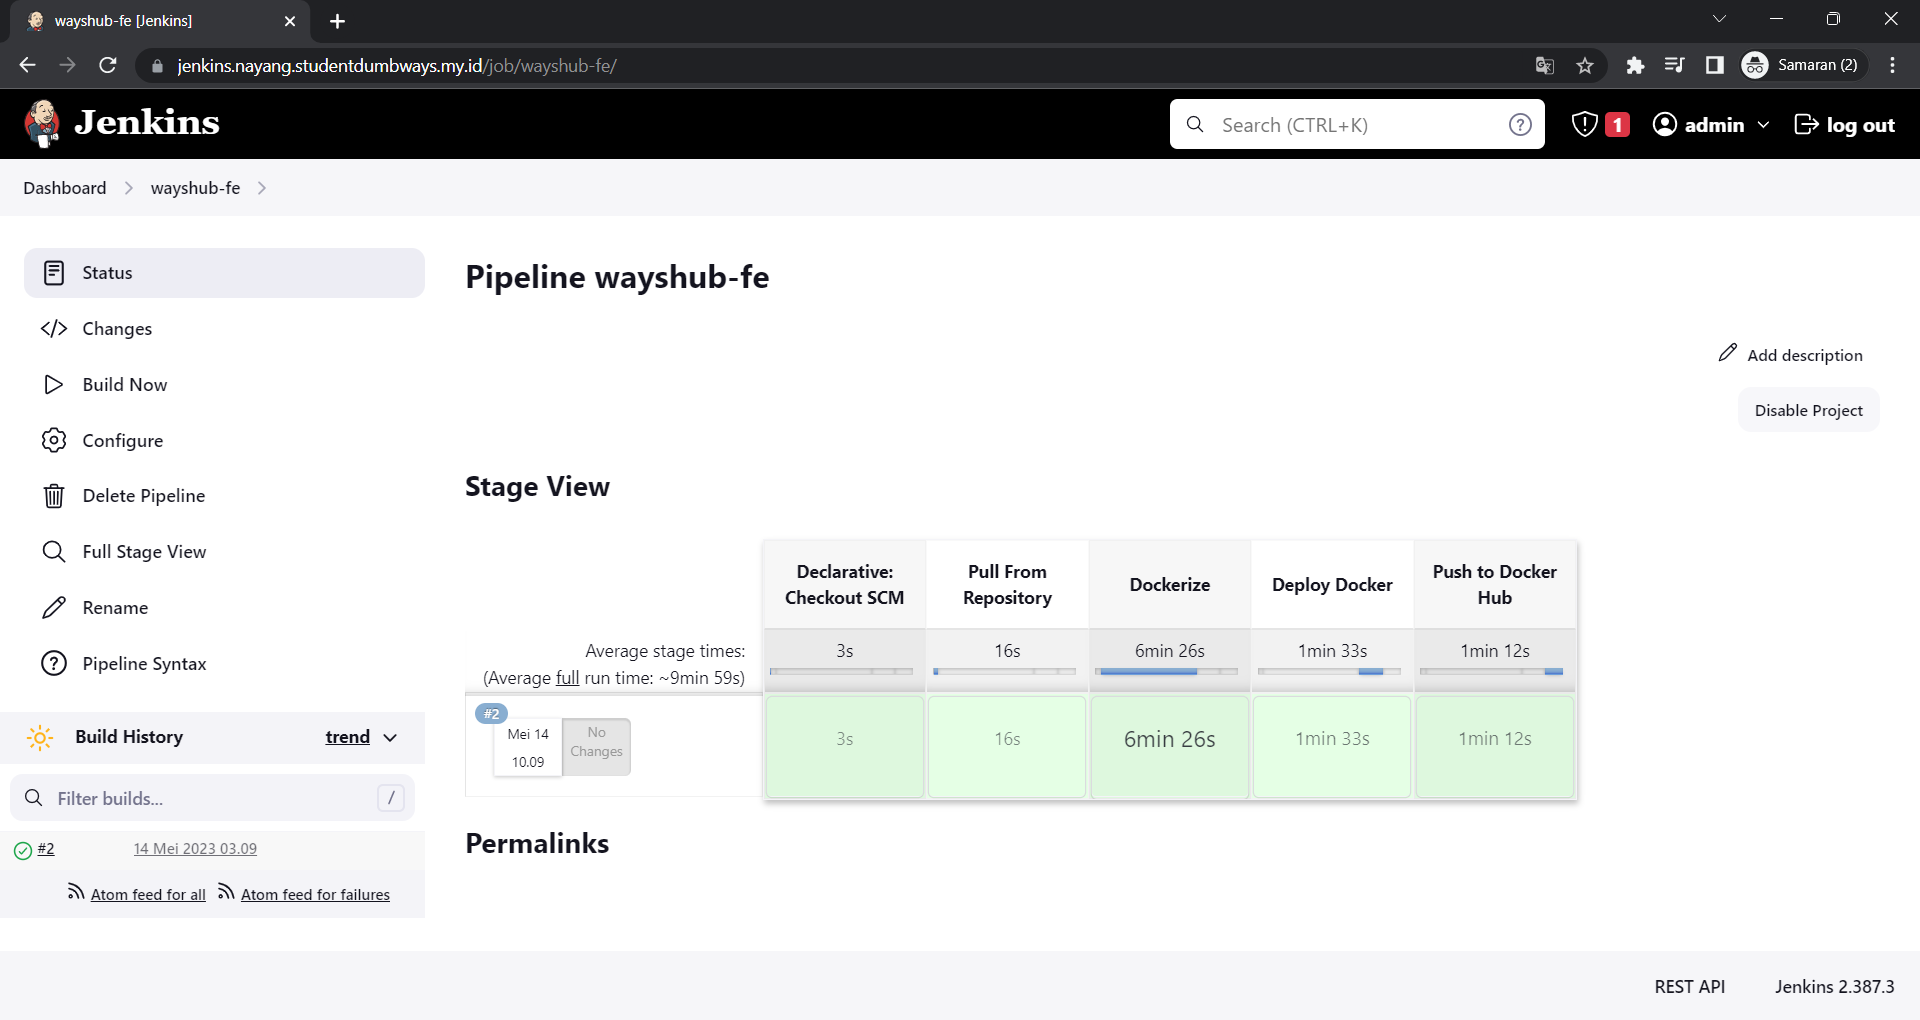 wayshub-fe [Jenkins]
jenkins.nayang.studentdumbways.my.id/job/wayshub-fe/
Samaran (2)
Jenkins
Search (CTRL+K)
?
1
admin
log out
Dashboard
wayshub-fe
Status
Changes
Build Now
Configure
Delete Pipeline
Full Stage View
Rename
Pipeline Syntax
Build History
trend
Filter builds...
/
#2
14 Mei 2023 03.09
Atom feed for all
Atom feed for failures
Pipeline wayshub-fe
Add description
Disable Project
Stage View
Declarative:
Checkout SCM
Pull From
Repository
Dockerize
Deploy Docker
Push to Docker
Hub
Average stage times:
(Average full run time: ~9min 59s)
3s
16s
6min 26s
1min 33s
1min 12s
#2
Mei 14
10.09
No
Changes
3s
16s
6min 26s
1min 33s
1min 12s
Permalinks
REST API
Jenkins 2.387.3